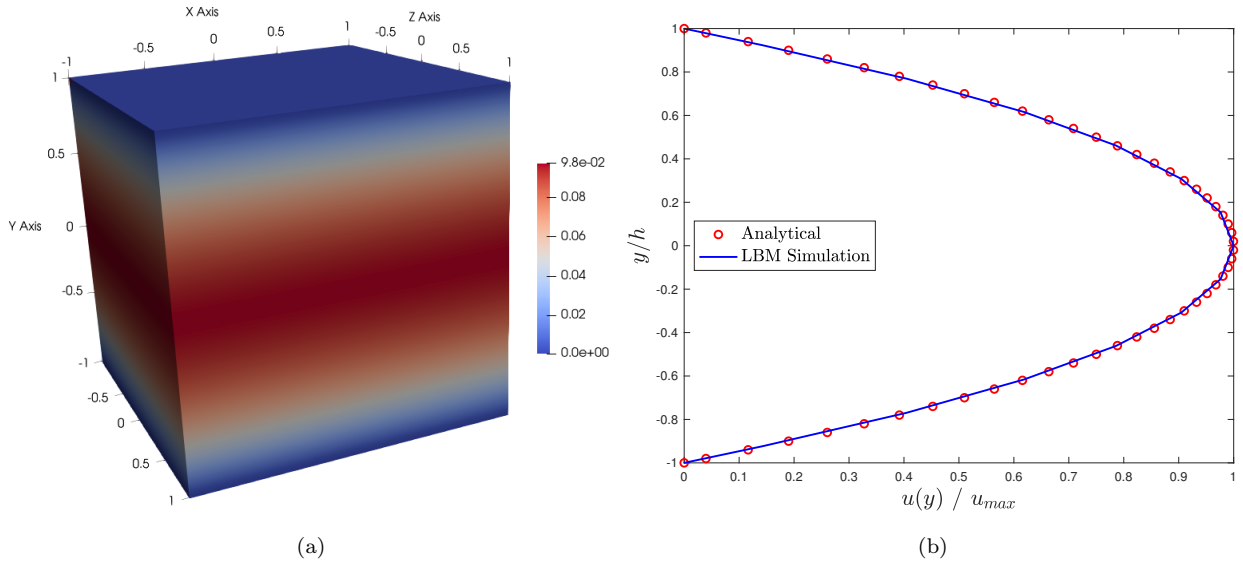 X Axis
Z Axis
-1
-0.5
0
0.5
1
-0.5
0
0.5
1
1
0.5
Y Axis
0
-0.5
-1
-0.5
0
0.5
1
9.8e-02
0.08
0.06
0.04
0.02
0.0e+00
(a)
1
0.8
0.6
0.4
0.2
0
-0.2
-0.4
-0.6
-0.8
-1
y/h
Analytical
LBM Simulation
0 0.1 0.2 0.3 0.4 0.5 0.6 0.7 0.8 0.9 1
u(y) / u_max
(b)